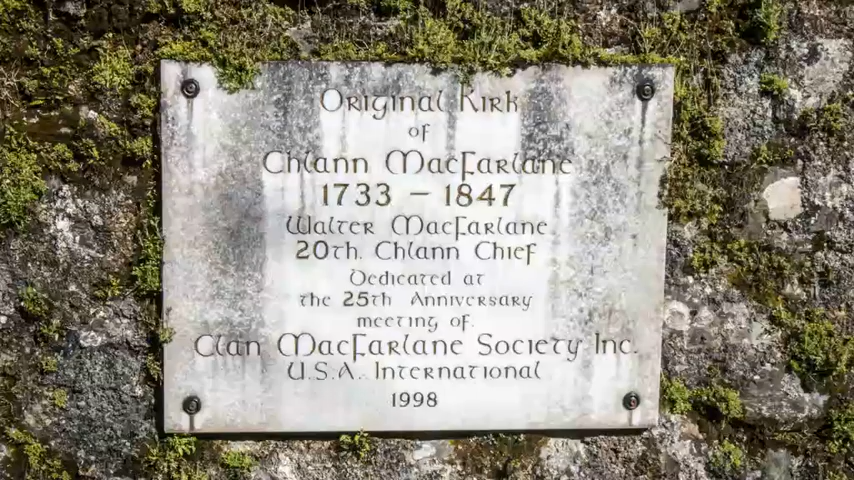 Original Kirk
of
Chlann MacFarlane
1733 – 1847
Walter MacFarlane
20th. Chlann Chief
Dedicated at
the 25th Anniversary
meeting of.
Clan MacFarlane Society Inc.
U.S.A. International
1998